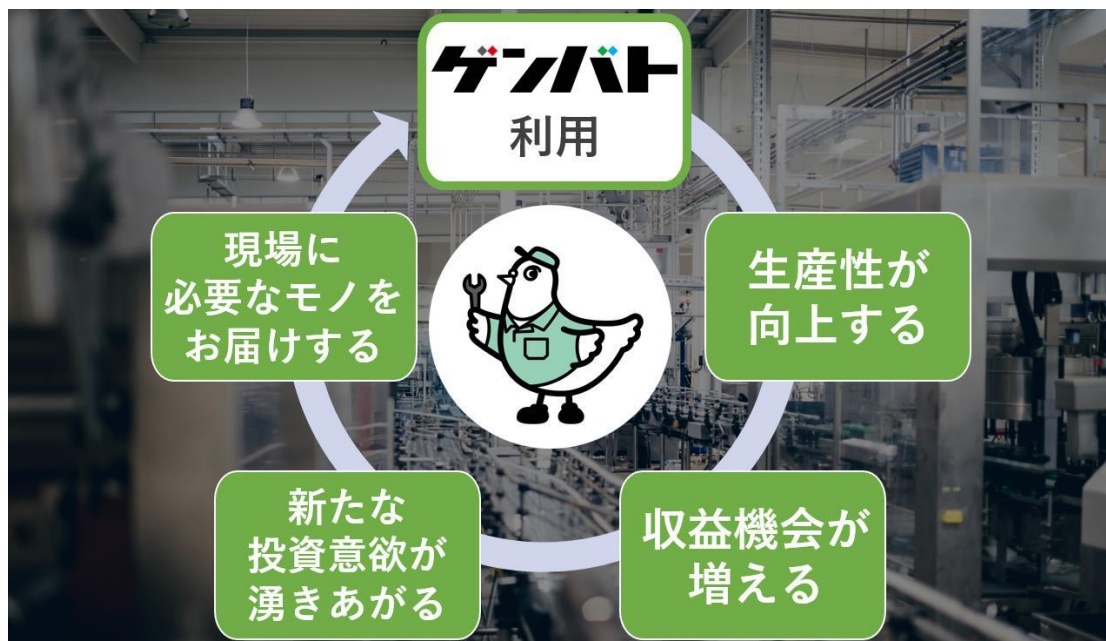 ゲンバト
利用
生産性が
向上する
収益機会が
増える
新たな
投資意欲が
湧きあがる
現場に
必要なモノを
お届けする